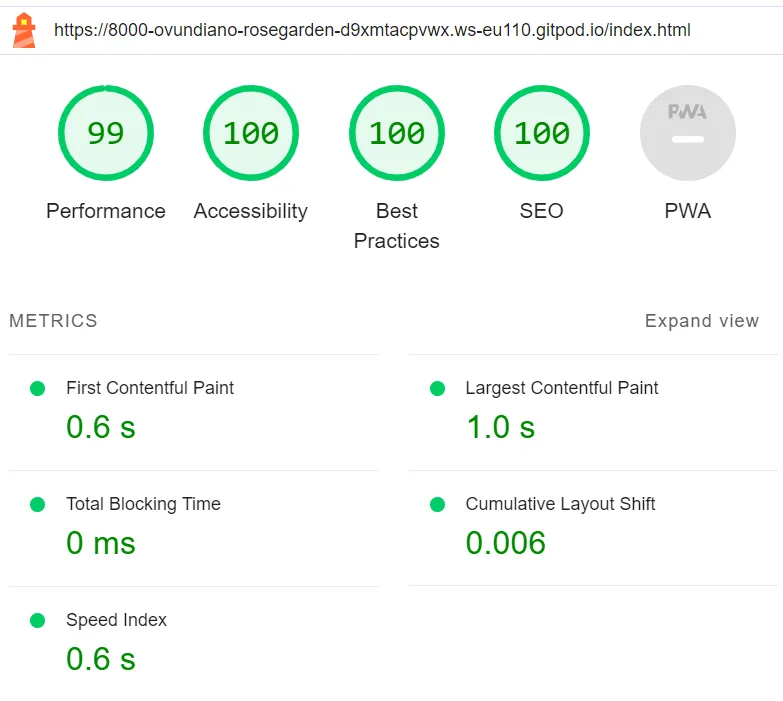 https://8000-ovundiano-rosegarden-d9xmtacpvwx.ws-eu110.gitpod.io/index.html
99
100
100
100
PWA
Performance
Accessibility
Best
Practices
SEO
PWA
METRICS
Expand view
First Contentful Paint
0.6 s
Largest Contentful Paint
1.0 s
Total Blocking Time
0 ms
Cumulative Layout Shift
0.006
Speed Index
0.6 s